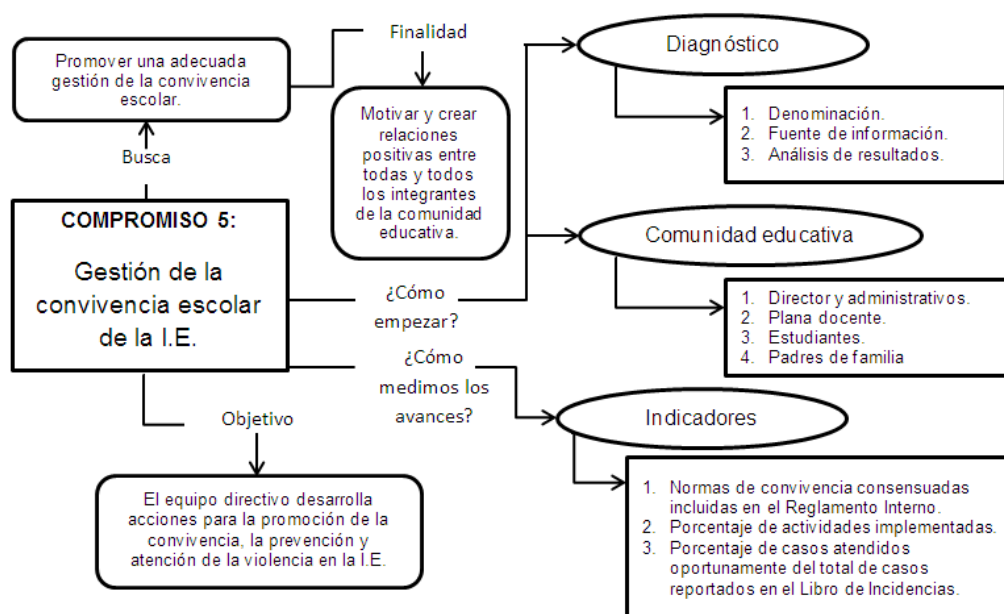 Promover una adecuada
gestión de la convivencia
escolar.
Finalidad
Motivar y crear
relaciones
positivas entre
todas y todos
los integrantes
de la comunidad
educativa.
Busca
COMPROMISO 5:
Gestión de la
convivencia escolar
de la I.E.
¿Cómo
empezar?
Diagnóstico
1. Denominación.
2. Fuente de información.
3. Análisis de resultados.
Comunidad educativa
1. Director y administrativos.
2. Plana docente.
3. Estudiantes.
4. Padres de familia
¿Cómo
medimos los
avances?
Indicadores
1. Normas de convivencia consensuadas
incluidas en el Reglamento Interno.
2. Porcentaje de actividades implementadas.
3. Porcentaje de casos atendidos
oportunamente del total de casos
reportados en el Libro de Incidencias.
Objetivo
El equipo directivo desarrolla
acciones para la promoción de la
convivencia, la prevención y
atención de la violencia en la I.E.